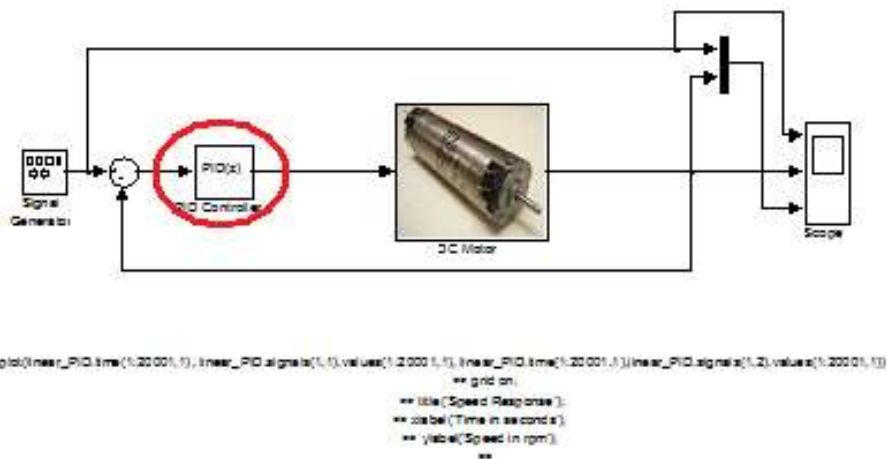 PID(s)
Signal
Generator
PID Controller
DC Motor
Scope
plot(linear_PID.time(1:20001,1), linear_PID.signals(1,1).values(1:20001,1), linear_PID.time(1:20001,1),linear_PID.signals(1,2).values(1:20001,1))
grid on;
title('Speed Response');
xlabel('Time in seconds');
ylabel('Speed in rpm');